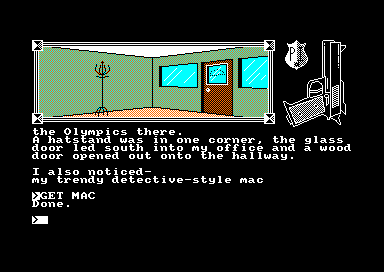 P
the Olympics there.
A hatstand was in one corner, the glass
door led south into my office and a wood
door opened out onto the hallway.
I also noticed-
my trendy detective-style mac
>GET MAC
Done.
>